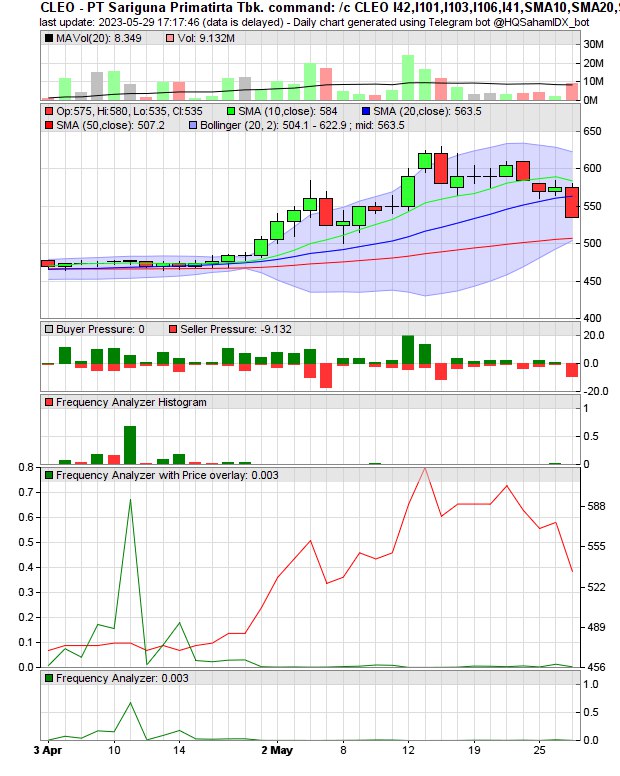 CLEO - PT Sariguna Primatirta Tbk. command: /c CLEO I42,I101,I103,I106,I41,SMA10,SMA20,
last update: 2023-05-29 17:17:46 (data is delayed) - Daily chart generated using Telegram bot @HQSahamIDX_bot
MAVol(20): 8.349 Vol: 9.132M
30M
20M
10M
0M
Op:575, Hi:580, Lo:535, Cl:535 SMA (10,close): 584 SMA (20,close): 563.5
SMA (50,close): 507.2 Bollinger (20, 2): 504.1 - 622.9 ; mid: 563.5
650
600
550
500
450
400
Buyer Pressure: 0 Seller Pressure: -9.132
20.0
0.0
-20.0
Frequency Analyzer Histogram
1
0.5
0
Frequency Analyzer with Price overlay: 0.003
0.8
0.7
0.6
0.5
0.4
0.3
0.2
0.1
0.0
588
555
522
489
456
Frequency Analyzer: 0.003
1.0
0.5
0.0
3 Apr 10 14 2 May 8 12 19 25